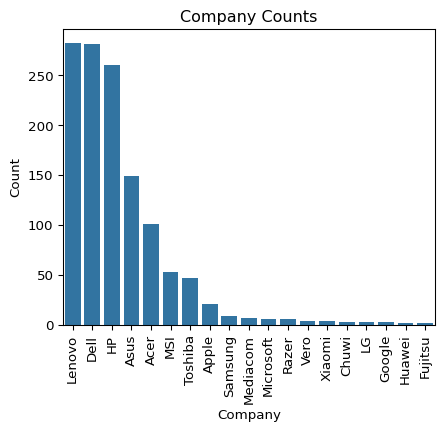 Company Counts
Count
250
200
150
100
50
0
Lenovo
Dell
HP
Asus
Acer
MSI
Toshiba
Apple
Samsung
Mediacom
Microsoft
Razer
Vero
Xiaomi
Chuwi
LG
Google
Huawei
Fujitsu
Company